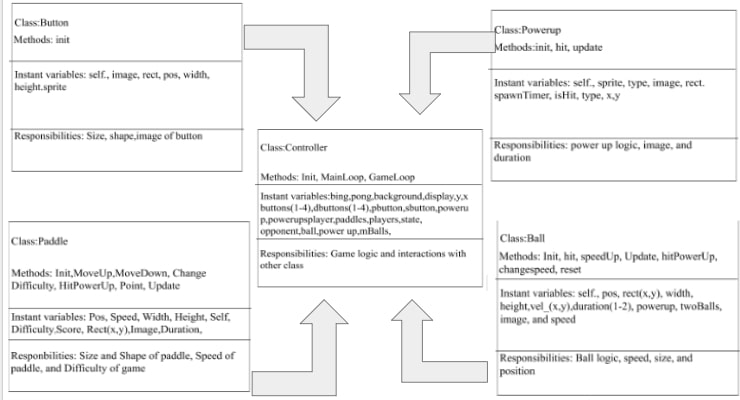 Class:Button
Methods: init
Instant variables: self., image, rect, pos, width,
height.sprite
Responsibilities: Size, shape,image of button
Class:Powerup
Methods:init, hit, update
Instant variables: self., sprite, type, image, rect.
spawnTimer, isHit, type, x,y
Responsibilities: power up logic, image, and
duration
Class:Controller
Methods: Init, MainLoop, GameLoop
Instant variables:bing,pong,background,display,y,x
buttons(1-4),dbuttons(1-4),pbutton,sbutton,poweru
p,powerupsplayer,paddles,players,state,
opponent,ball,power up,mBalls,
Responsibilities: Game logic and interactions with
other class
Class:Paddle
Methods: Init,MoveUp,MoveDown, Change
Difficulty, HitPowerUp, Point, Update
Instant variables: Pos, Speed, Width, Height, Self,
Difficulty.Score, Rect(x,y),Image,Duration,
Responbilities: Size and Shape of paddle, Speed of
paddle, and Difficulty of game
Class:Ball
Methods: Init, hit, speedUp, Update, hitPowerUp,
changespeed, reset
Instant variables: self., pos, rect(x,y), width,
height,vel_(x,y),duration(1-2), powerup, twoBalls,
image, and speed
Responsibilities: Ball logic, speed, size, and
position